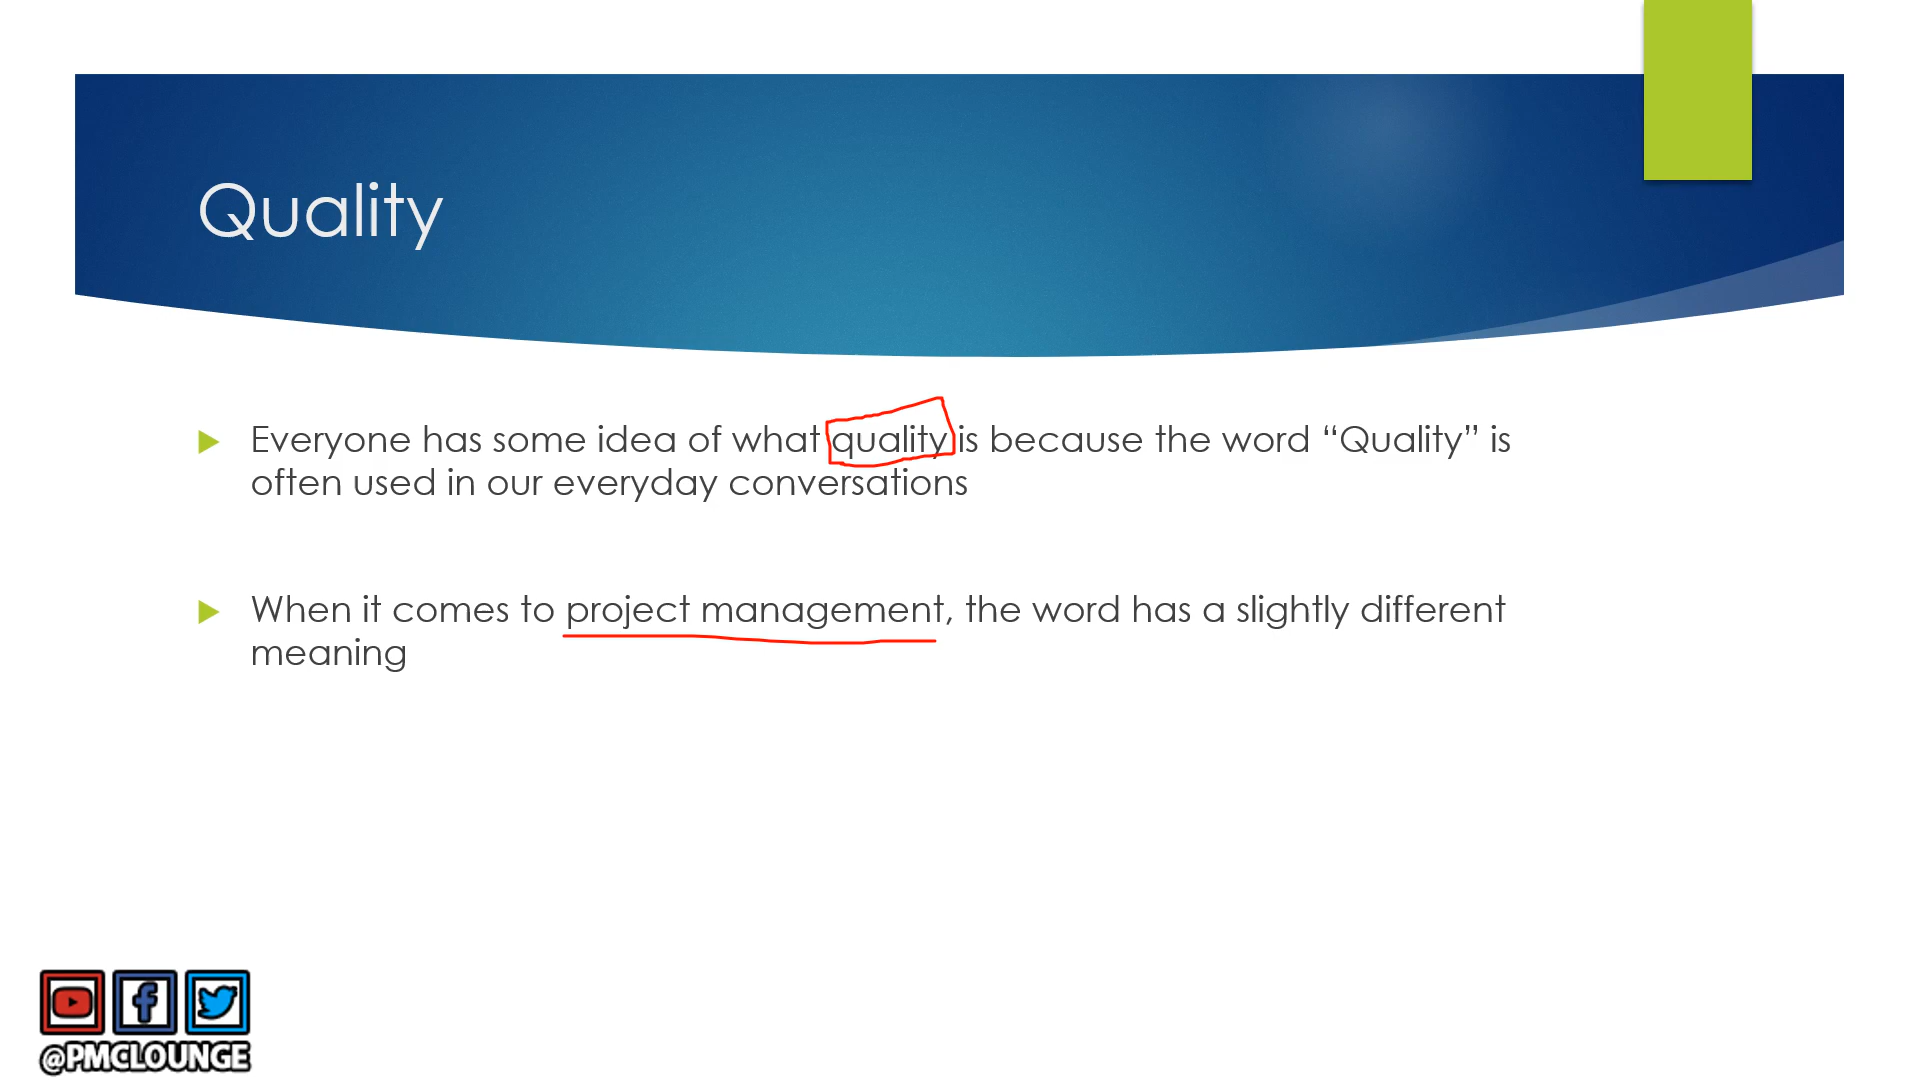 Quality
Everyone has some idea of what quality is because the word “Quality” is
often used in our everyday conversations
When it comes to project management, the word has a slightly different
meaning
@PMCLOUNGE